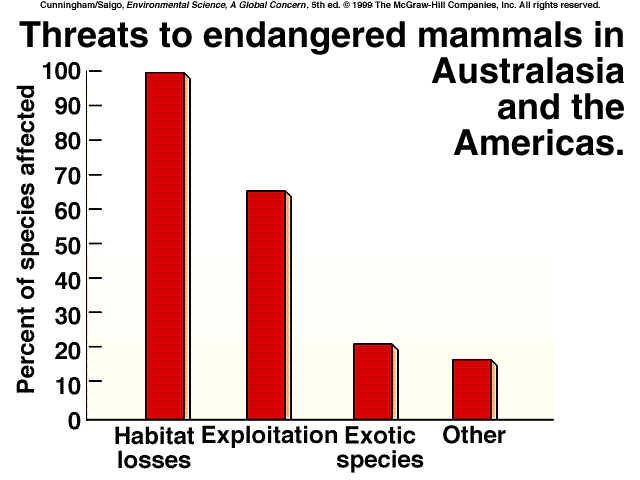 Cunningham/Saigo, Environmental Science, A Global Concern, 5th ed. © 1999 The McGraw-Hill Companies, Inc. All rights reserved.
Threats to endangered mammals in
Australasia
and the
Americas.
Percent of species affected
100
90
80
70
60
50
40
30
20
10
0
Habitat
losses
Exploitation
Exotic
species
Other